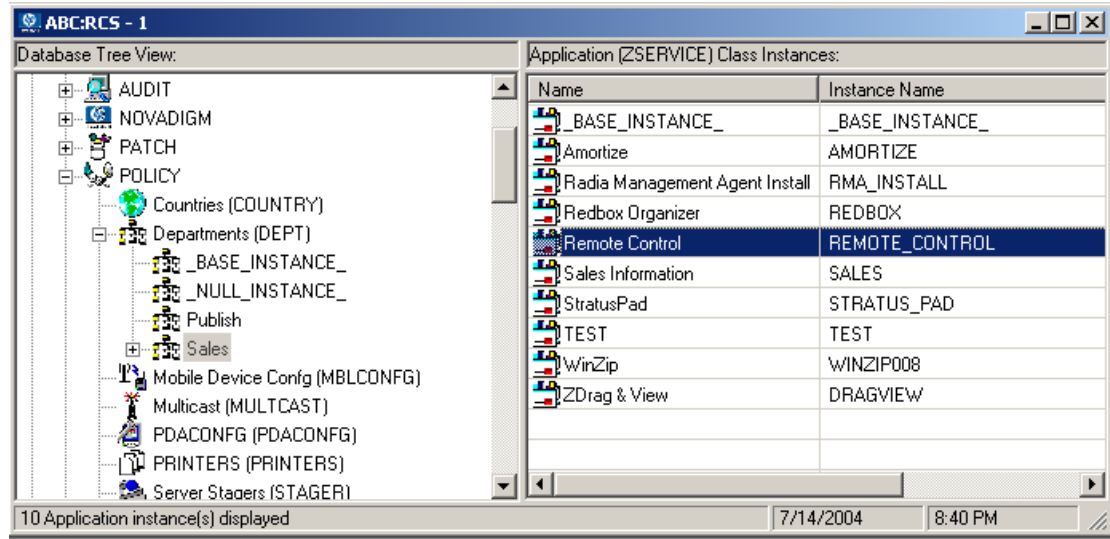 ABC:RCS - 1
Database Tree View:
AUDIT
NOVADIGM
PATCH
POLICY
Countries (COUNTRY)
Departments (DEPT)
_BASE_INSTANCE_
_NULL_INSTANCE_
Publish
Sales
Mobile Device Confg (MBLCONFG)
Multicast (MULTCAST)
PDACONFG (PDACONFG)
PRINTERS (PRINTERS)
Server Stagers (STAGER)
Application (ZSERVICE) Class Instances:
Name Instance Name
_BASE_INSTANCE_ _BASE_INSTANCE_
Amortize AMORTIZE
Radia Management Agent Install RMA_INSTALL
Redbox Organizer REDBOX
Remote Control REMOTE_CONTROL
Sales Information SALES
StratusPad STRATUS_PAD
TEST TEST
WinZip WINZIP008
ZDrag & View DRAGVIEW
10 Application instance(s) displayed 7/14/2004 8:40 PM